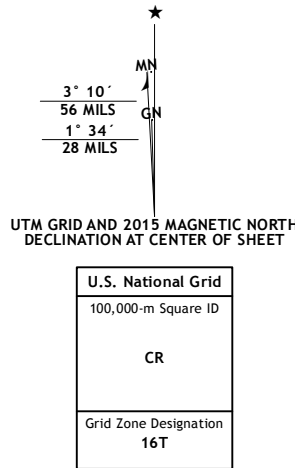 ★
MN
3° 10´
56 MILS
GN
1° 34´
28 MILS
UTM GRID AND 2015 MAGNETIC NORTH
DECLINATION AT CENTER OF SHEET
U.S. National Grid
100,000-m Square ID
CR
Grid Zone Designation
16T